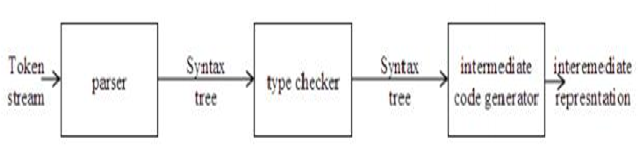 Token
stream
parser
Syntax
tree
type checker
Syntax
tree
intermediate
code generator
interemediate
represntation